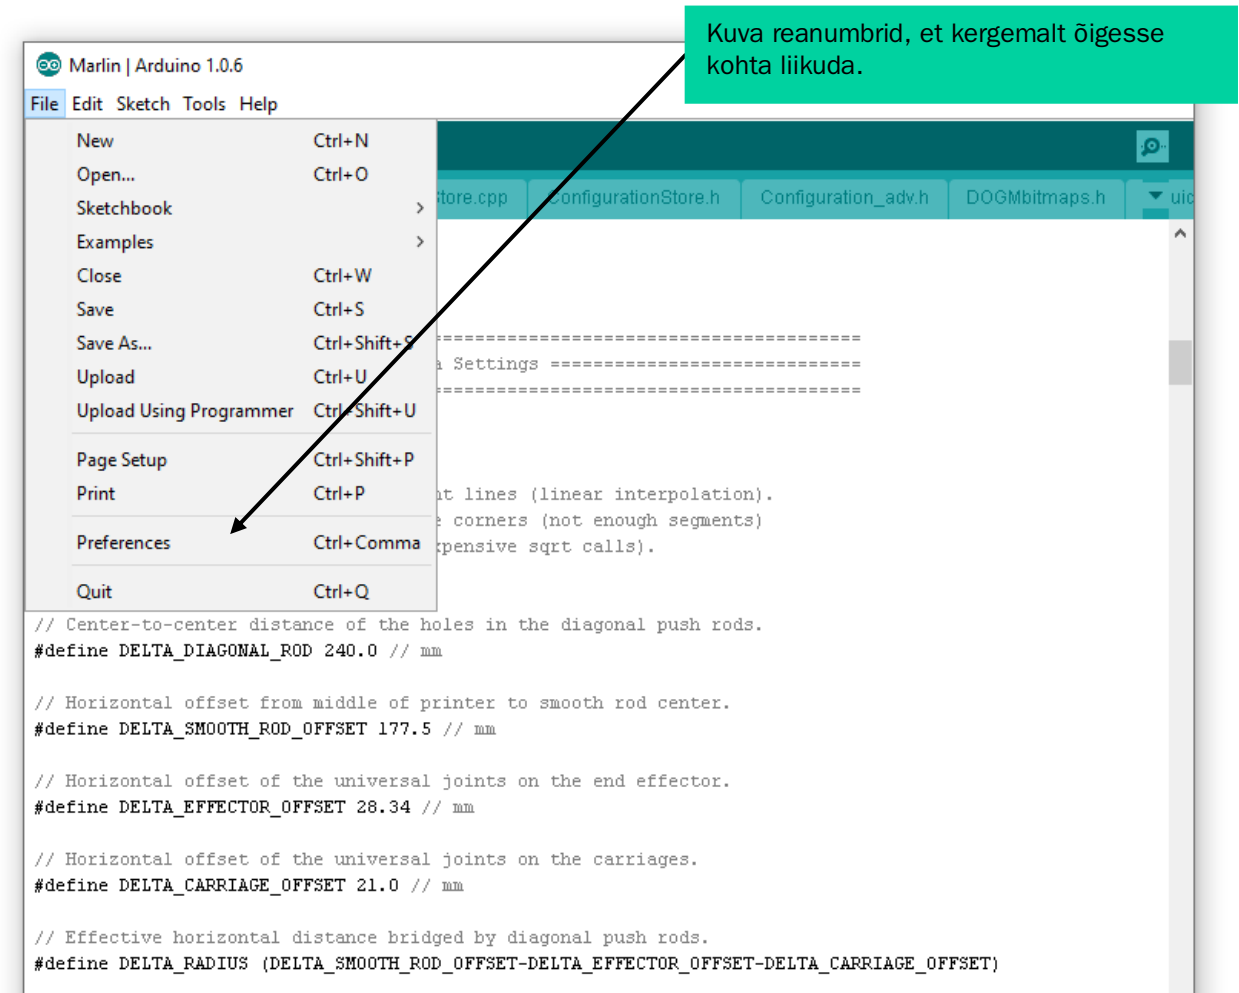 Kuva reanumbrid, et kergemalt õigesse
kohta liikuda.
Marlin | Arduino 1.0.6
File Edit Sketch Tools Help
New Ctrl+N
Open... Ctrl+O
Sketchbook
Examples
Close Ctrl+W
Save Ctrl+S
Save As... Ctrl+Shift+S
Upload Ctrl+U
Upload Using Programmer Ctrl+Shift+U
Page Setup Ctrl+Shift+P
Print Ctrl+P
Preferences Ctrl+Comma
Quit Ctrl+Q
tore.cpp ConfigurationStore.h Configuration_adv.h DOGMbitmaps.h uic
=================================================
a Settings ====================================
=================================================
nt lines (linear interpolation).
e corners (not enough segments)
xpensive sqrt calls).
// Center-to-center distance of the holes in the diagonal push rods.
#define DELTA_DIAGONAL_ROD 240.0 // mm
// Horizontal offset from middle of printer to smooth rod center.
#define DELTA_SMOOTH_ROD_OFFSET 177.5 // mm
// Horizontal offset of the universal joints on the end effector.
#define DELTA_EFFECTOR_OFFSET 28.34 // mm
// Horizontal offset of the universal joints on the carriages.
#define DELTA_CARRIAGE_OFFSET 21.0 // mm
// Effective horizontal distance bridged by diagonal push rods.
#define DELTA_RADIUS (DELTA_SMOOTH_ROD_OFFSET-DELTA_EFFECTOR_OFFSET-DELTA_CARRIAGE_OFFSET)